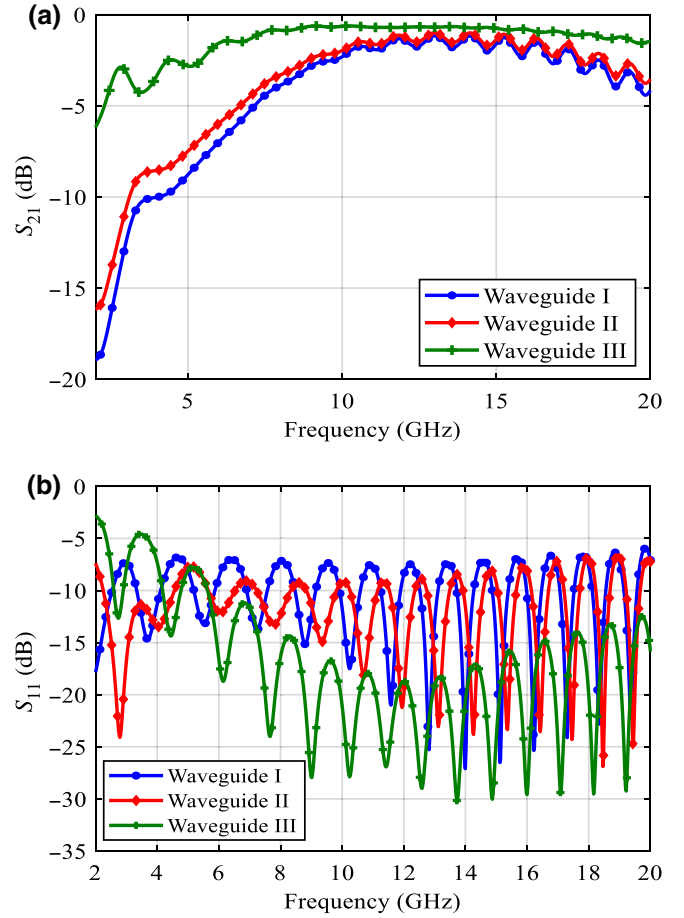 (a)
0
−5
−10
−15
−20
S21 (dB)
5
10
15
20
Frequency (GHz)
Waveguide I
Waveguide II
Waveguide III
(b)
0
−5
−10
−15
−20
−25
−30
−35
S11 (dB)
2 4 6 8 10 12 14 16 18 20
Frequency (GHz)
Waveguide I
Waveguide II
Waveguide III